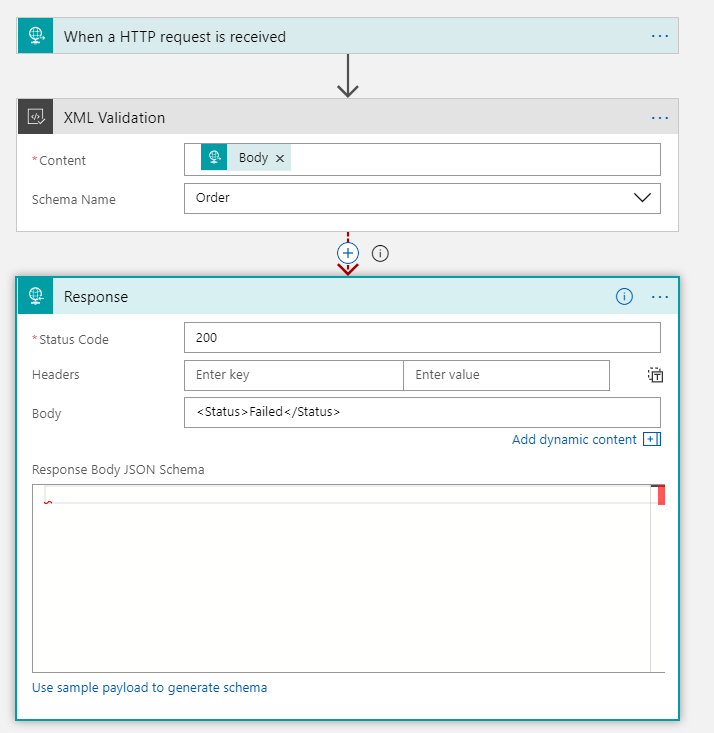 When a HTTP request is received
XML Validation
*Content Body ×
Schema Name Order
Response
*Status Code 200
Headers Enter key Enter value
Body <Status>Failed</Status>
Add dynamic content
Response Body JSON Schema
Use sample payload to generate schema